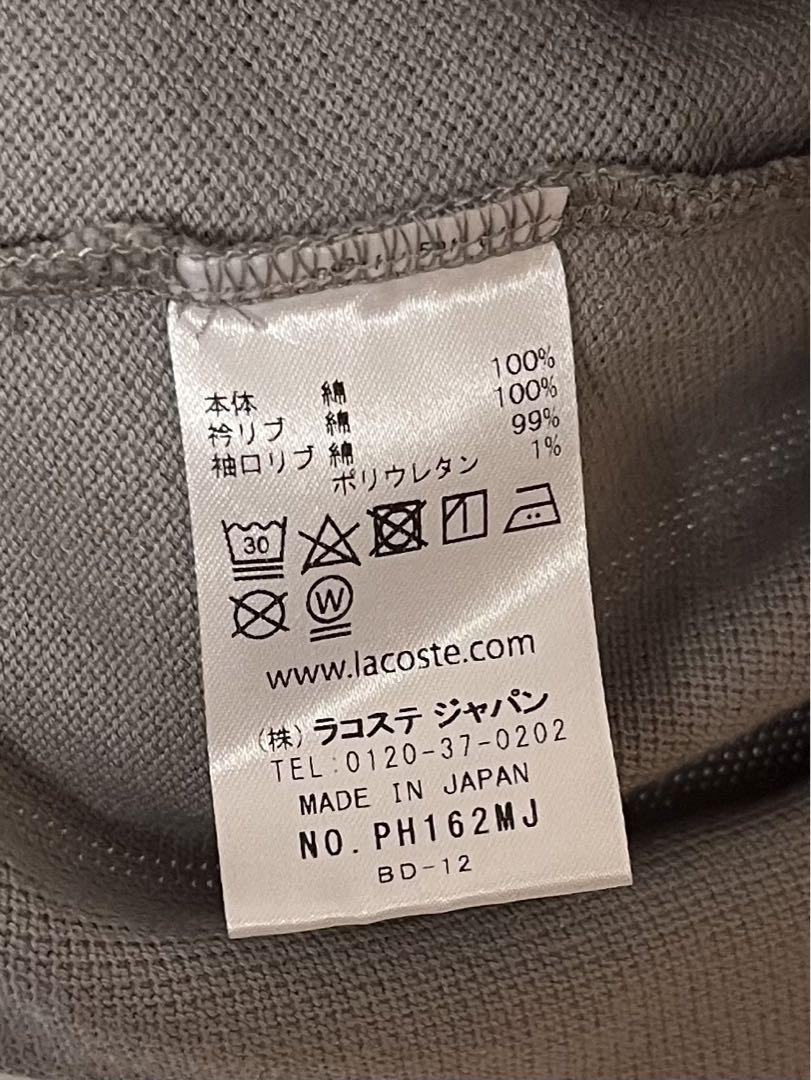 本体 綿 100%
衿リブ 綿 100%
袖口リブ 綿 99%
ポリウレタン 1%
30
W
www.lacoste.com
(株) ラコステ ジャパン
TEL:0120-37-0202
MADE IN JAPAN
NO. PH162MJ
BD-12